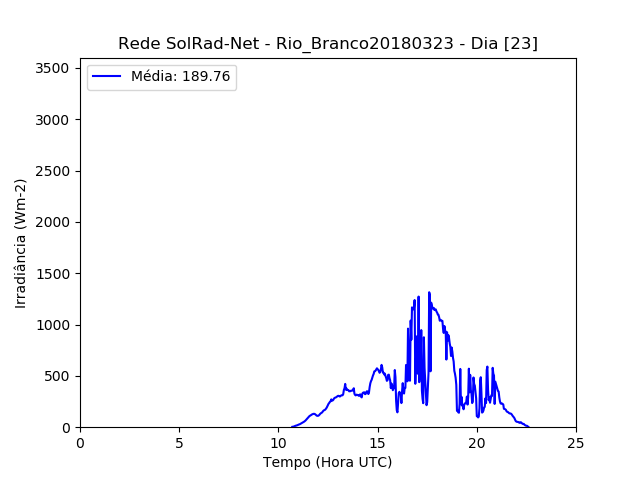 Rede SolRad-Net - Rio_Branco20180323 - Dia [23]
Média: 189.76
3500
3000
2500
2000
1500
1000
500
0
Irradiância (Wm-2)
0 5 10 15 20 25
Tempo (Hora UTC)